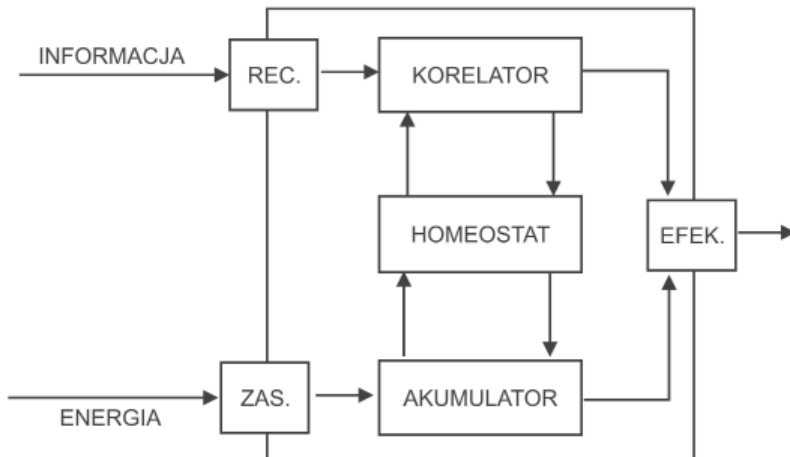 INFORMACJA
REC.
KORELATOR
HOMEOSTAT
EFEK.
ZAS.
AKUMULATOR
ENERGIA